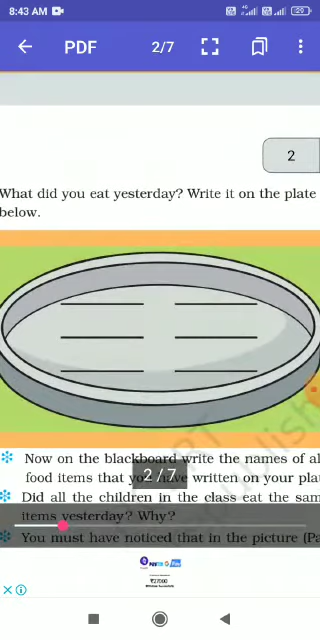 8:43 AM
PDF 2/7
2
What did you eat yesterday? Write it on the plate
below.
Now on the blackboard write the names of al
food items that you have written on your pla
2 / 7
Did all the children in the class eat the sam
items yesterday? Why?
You must have noticed that in the picture (Pa
₹27000